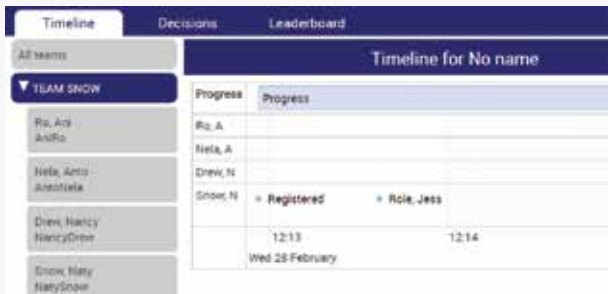 Timeline Decisions Leaderboard
All teams
Timeline for No name
TEAM SNOW
Progress Progress
Ro, Ani
AniRo
Ro, A
Nela, A
Nela, Anto
AntoNela
Drew, N
Snow, N Registered Role, Jess
Drew, Nancy
NancyDrew
12:13 12:14
Wed 28 February
Snow, Naty
NatySnow